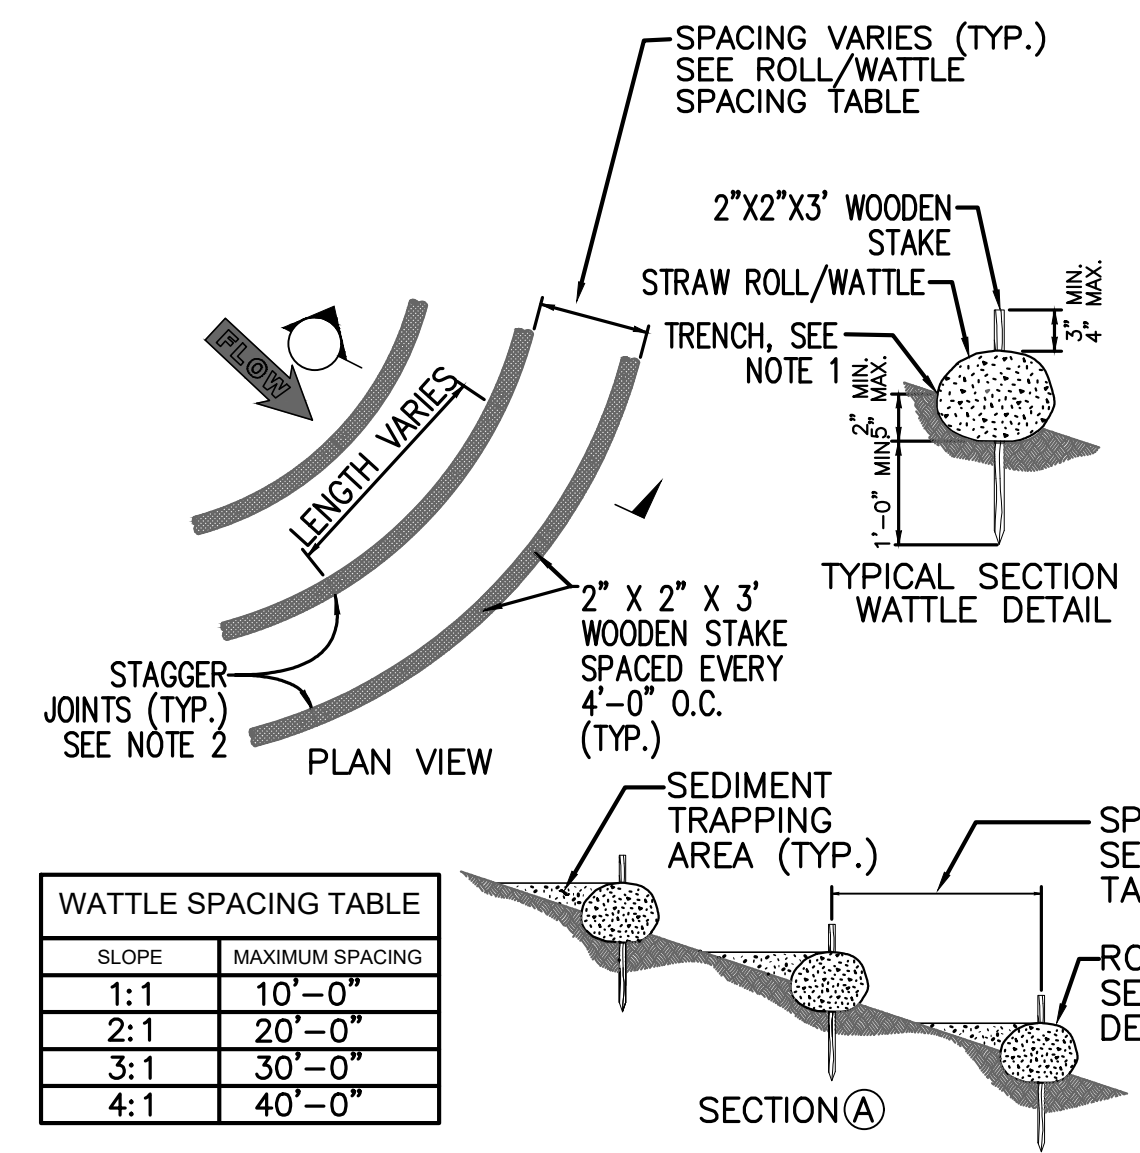 SPACING VARIES (TYP.)
SEE ROLL/WATTLE
SPACING TABLE
2"X2"X3' WOODEN
STAKE
STRAW ROLL/WATTLE
TRENCH, SEE
NOTE 1
3" MIN.
4" MAX.
2" MIN.
5" MAX.
1'-0" MIN.
TYPICAL SECTION
WATTLE DETAIL
FLOW
LENGTH VARIES
2" X 2" X 3'
WOODEN STAKE
SPACED EVERY
4'-0" O.C.
(TYP.)
STAGGER
JOINTS (TYP.)
SEE NOTE 2
PLAN VIEW
SEDIMENT
TRAPPING
AREA (TYP.)
SP
SE
TA
RO
SE
DE
SECTION A
WATTLE SPACING TABLE
SLOPE MAXIMUM SPACING
1:1 10'-0"
2:1 20'-0"
3:1 30'-0"
4:1 40'-0"